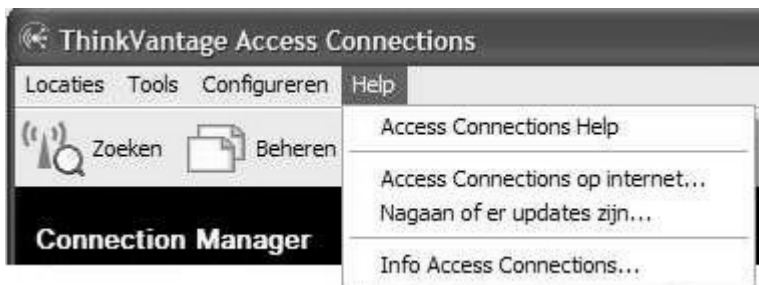 ThinkVantage Access Connections
Locaties Tools Configureren Help
Zoeken Beheren
Access Connections Help
Access Connections op internet...
Nagaan of er updates zijn...
Info Access Connections...
Connection Manager